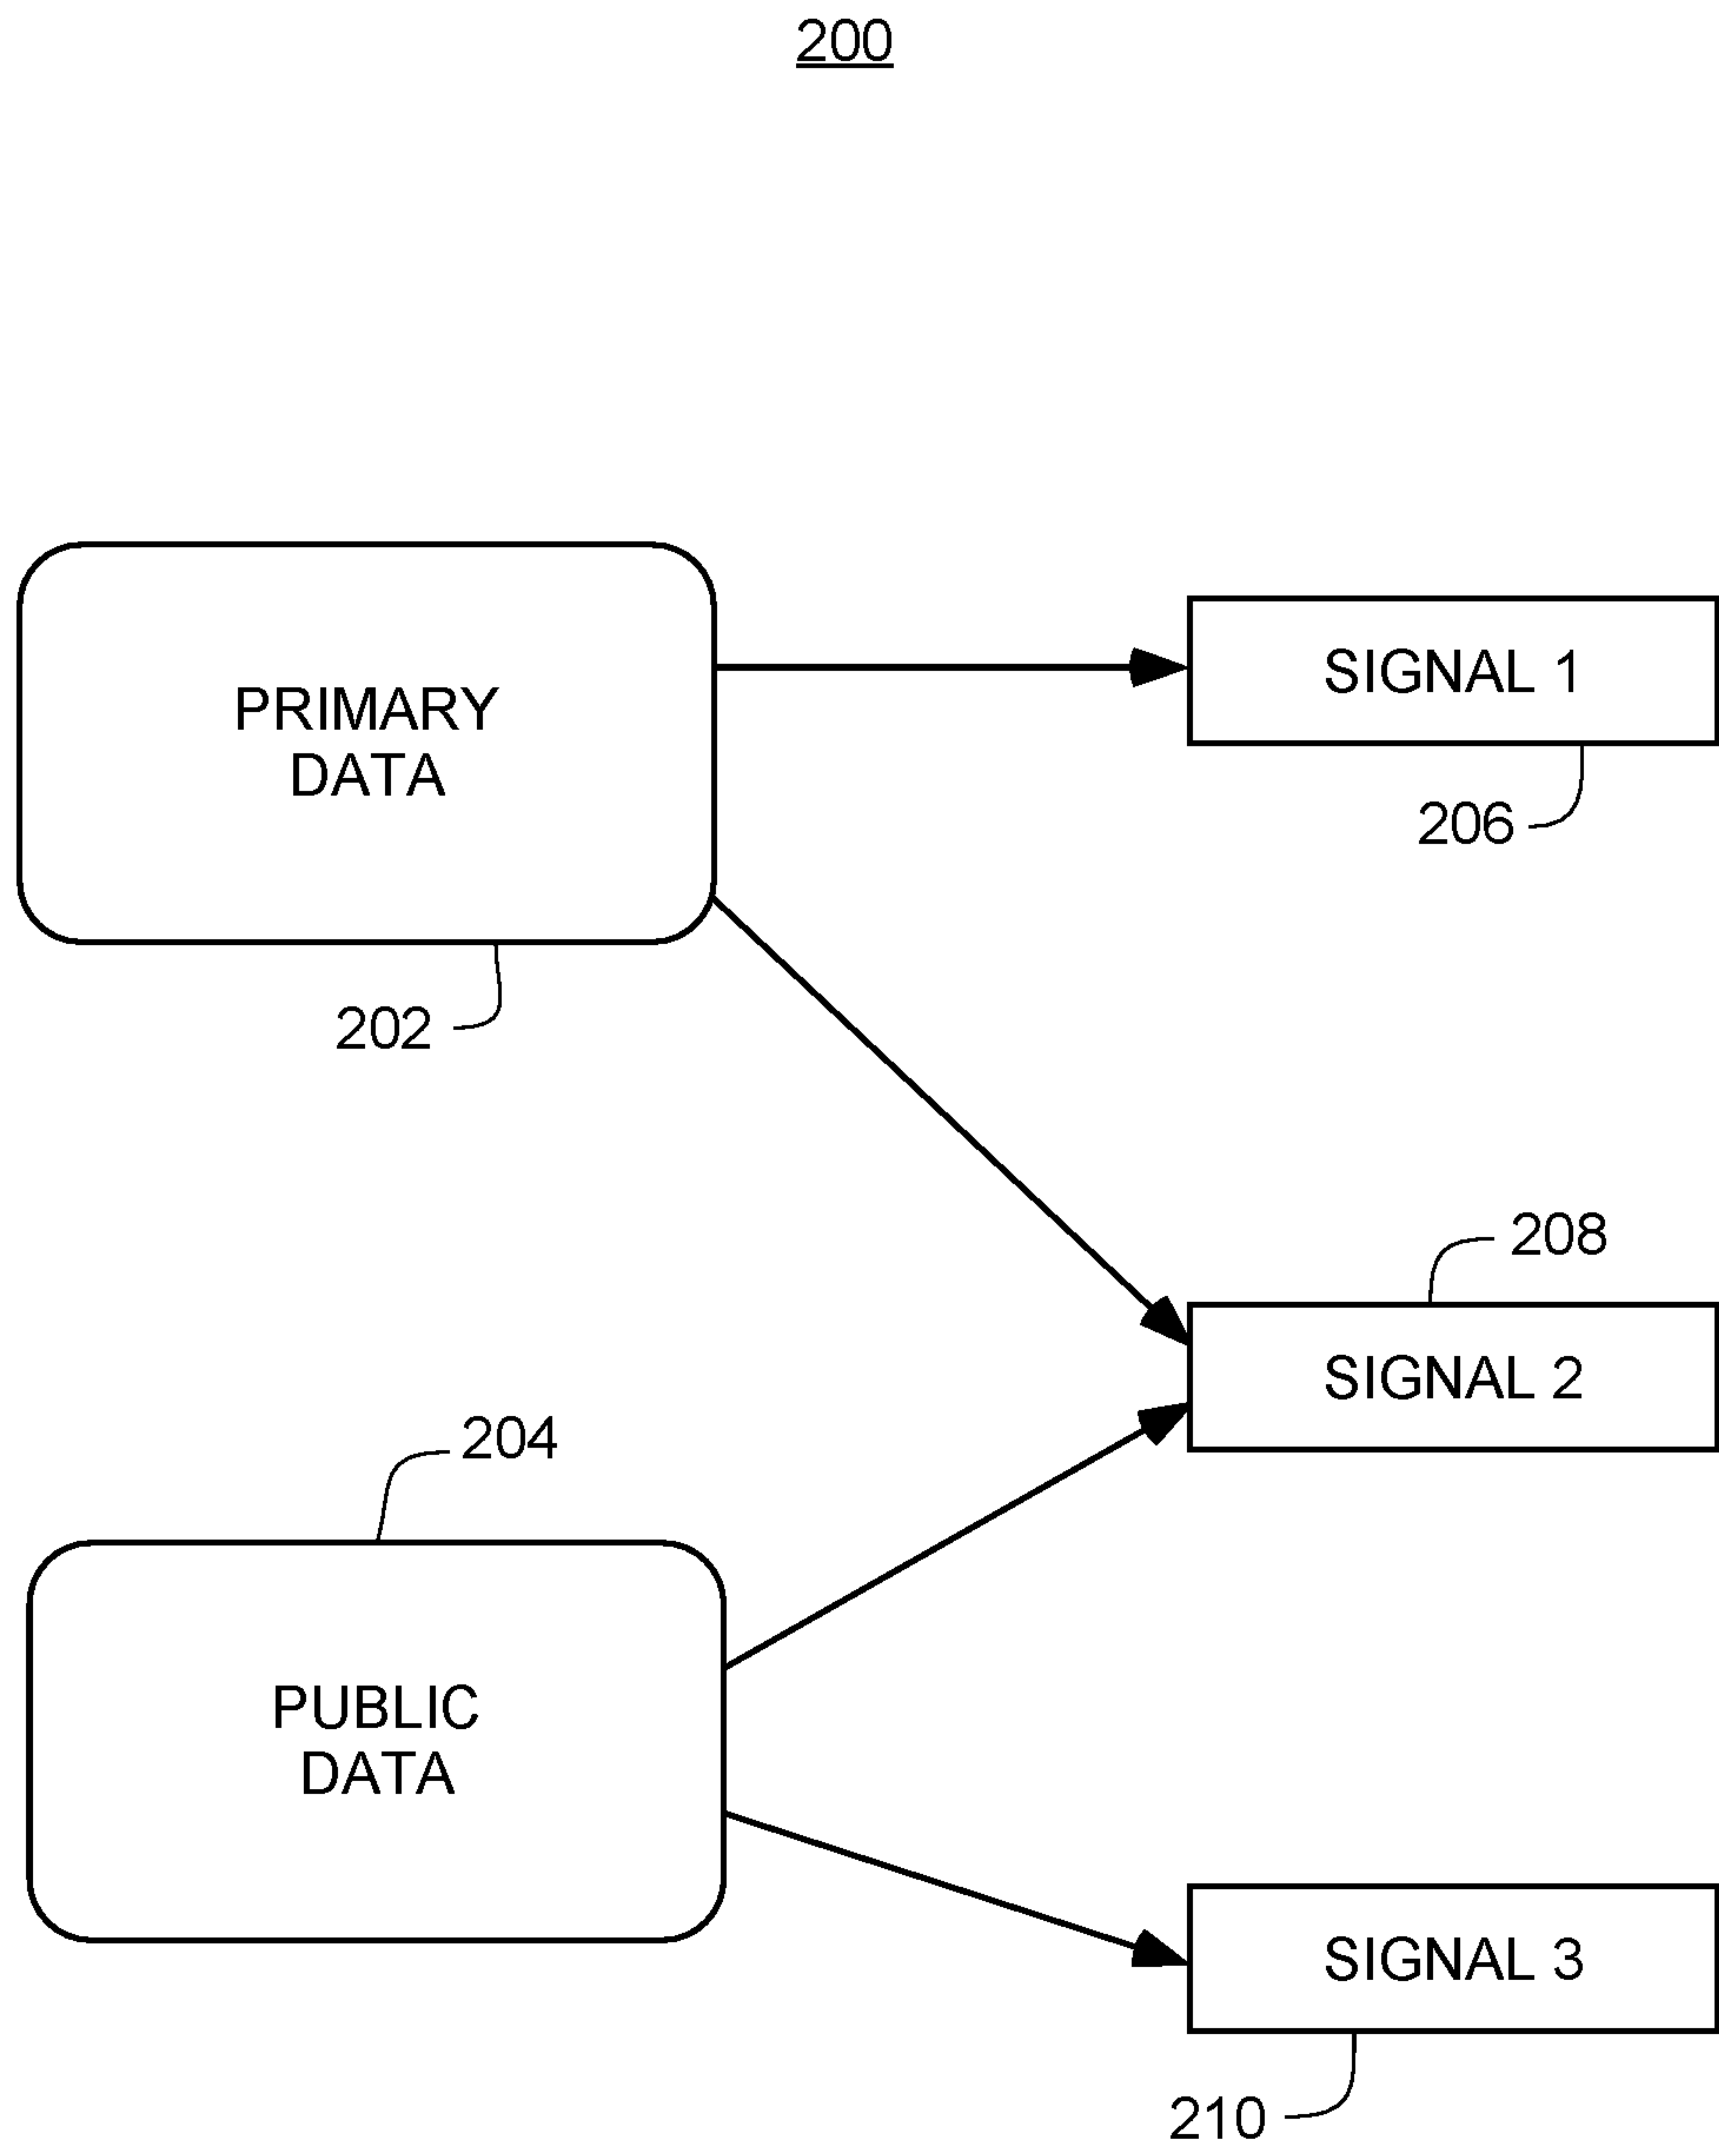 200
PRIMARY
DATA
202
SIGNAL 1
206
208
SIGNAL 2
204
PUBLIC
DATA
SIGNAL 3
210